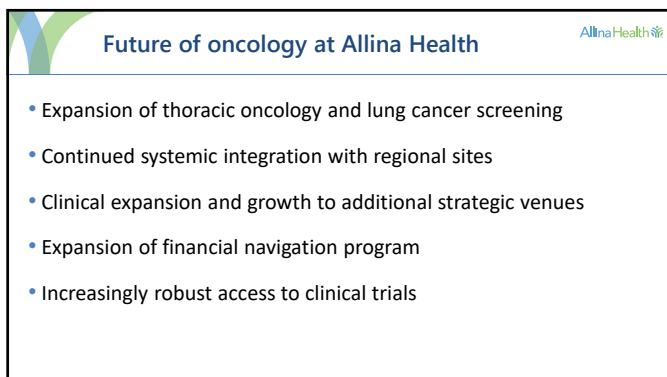 Future of oncology at Allina Health
Allina Health
• Expansion of thoracic oncology and lung cancer screening
• Continued systemic integration with regional sites
• Clinical expansion and growth to additional strategic venues
• Expansion of financial navigation program
• Increasingly robust access to clinical trials